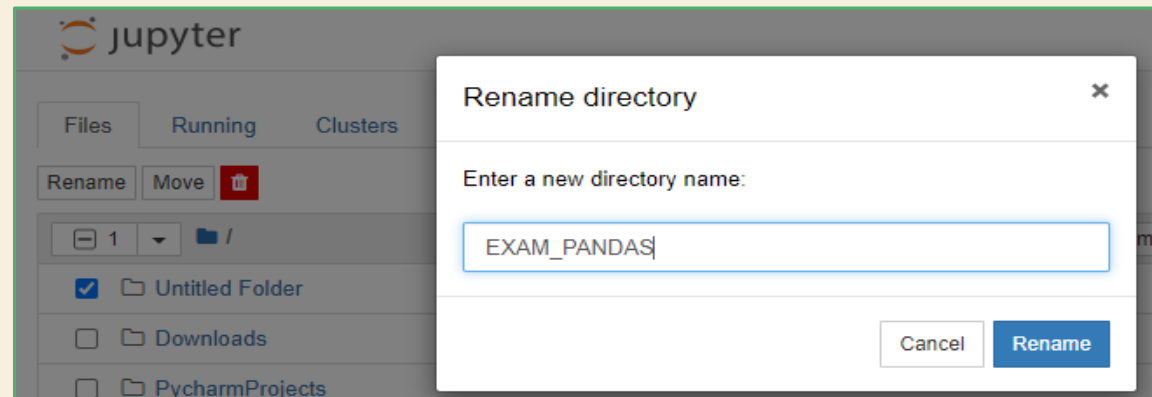 jupyter
Files Running Clusters
Rename Move
1 /
Untitled Folder
Downloads
PycharmProjects
Rename directory ×
Enter a new directory name:
EXAM_PANDAS
Cancel Rename